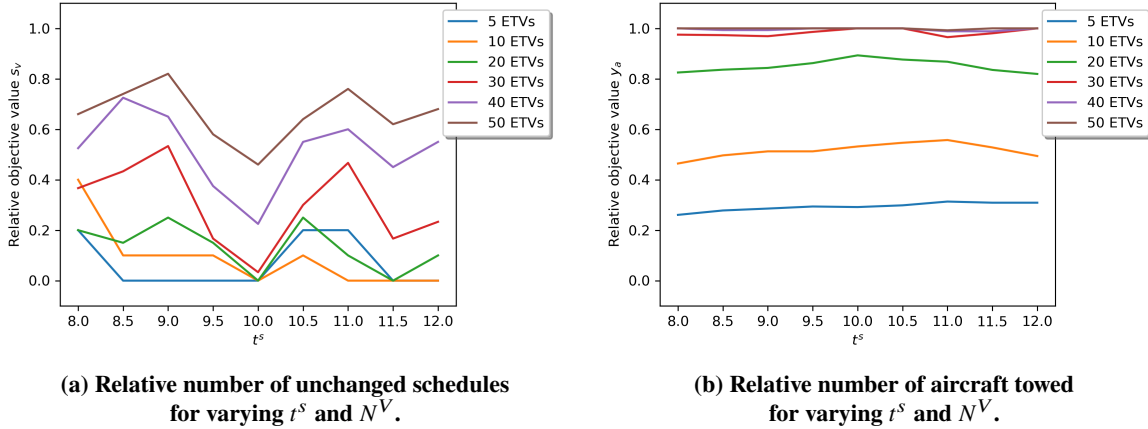 Relative objective value s_v
1.0
0.8
0.6
0.4
0.2
0.0
8.0 8.5 9.0 9.5 10.0 10.5 11.0 11.5 12.0
t^s
5 ETVs
10 ETVs
20 ETVs
30 ETVs
40 ETVs
50 ETVs
(a) Relative number of unchanged schedules
for varying t^s and N^V.
Relative objective value y_a
1.0
0.8
0.6
0.4
0.2
0.0
8.0 8.5 9.0 9.5 10.0 10.5 11.0 11.5 12.0
t^s
5 ETVs
10 ETVs
20 ETVs
30 ETVs
40 ETVs
50 ETVs
(b) Relative number of aircraft towed
for varying t^s and N^V.